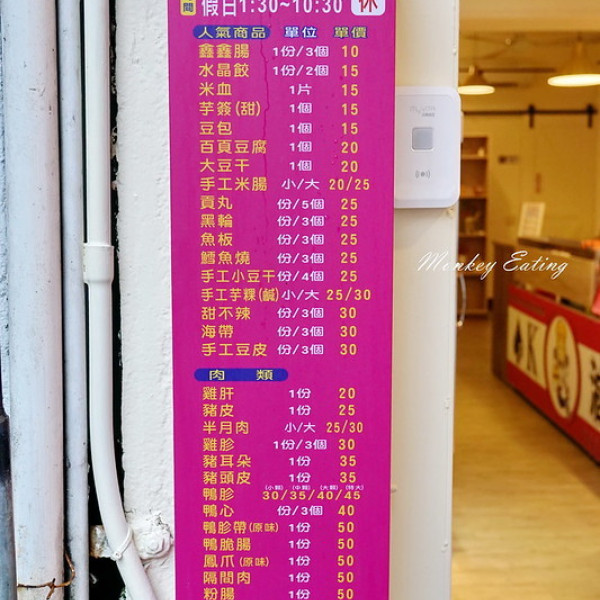 間 假日1:30~10:30 休
人氣商品 單位 單價
鑫鑫腸 1份/3個 10
水晶餃 1份/2個 15
米血 1片 15
芋簽(甜) 1個 15
豆包 1個 15
百頁豆腐 1個 20
大豆干 1個 20
手工米腸 小/大 20/25
貢丸 份/5個 25
黑輪 份/3個 25
魚板 份/3個 25
鱈魚燒 份/3個 25
手工小豆干 份/4個 25
手工芋粿(鹹) 小/大 25/30
甜不辣 份/3個 30
海帶 份/3個 30
手工豆皮 份/3個 30
肉類
雞肝 1份 20
豬皮 1份 25
半月肉 小/大 25/30
雞胗 1份/3個 30
豬耳朵 1份 35
豬頭皮 1份 35
(小顆) (中顆) (大顆) (特大)
鴨胗 30/35/40/45
鴨心 份/3個 40
鴨胗帶(原味) 1份 50
鴨脆腸 1份 50
鳳爪(原味) 1份 50
隔間肉 1份 50
粉腸 1份 50
Monkey Eating
K
滷